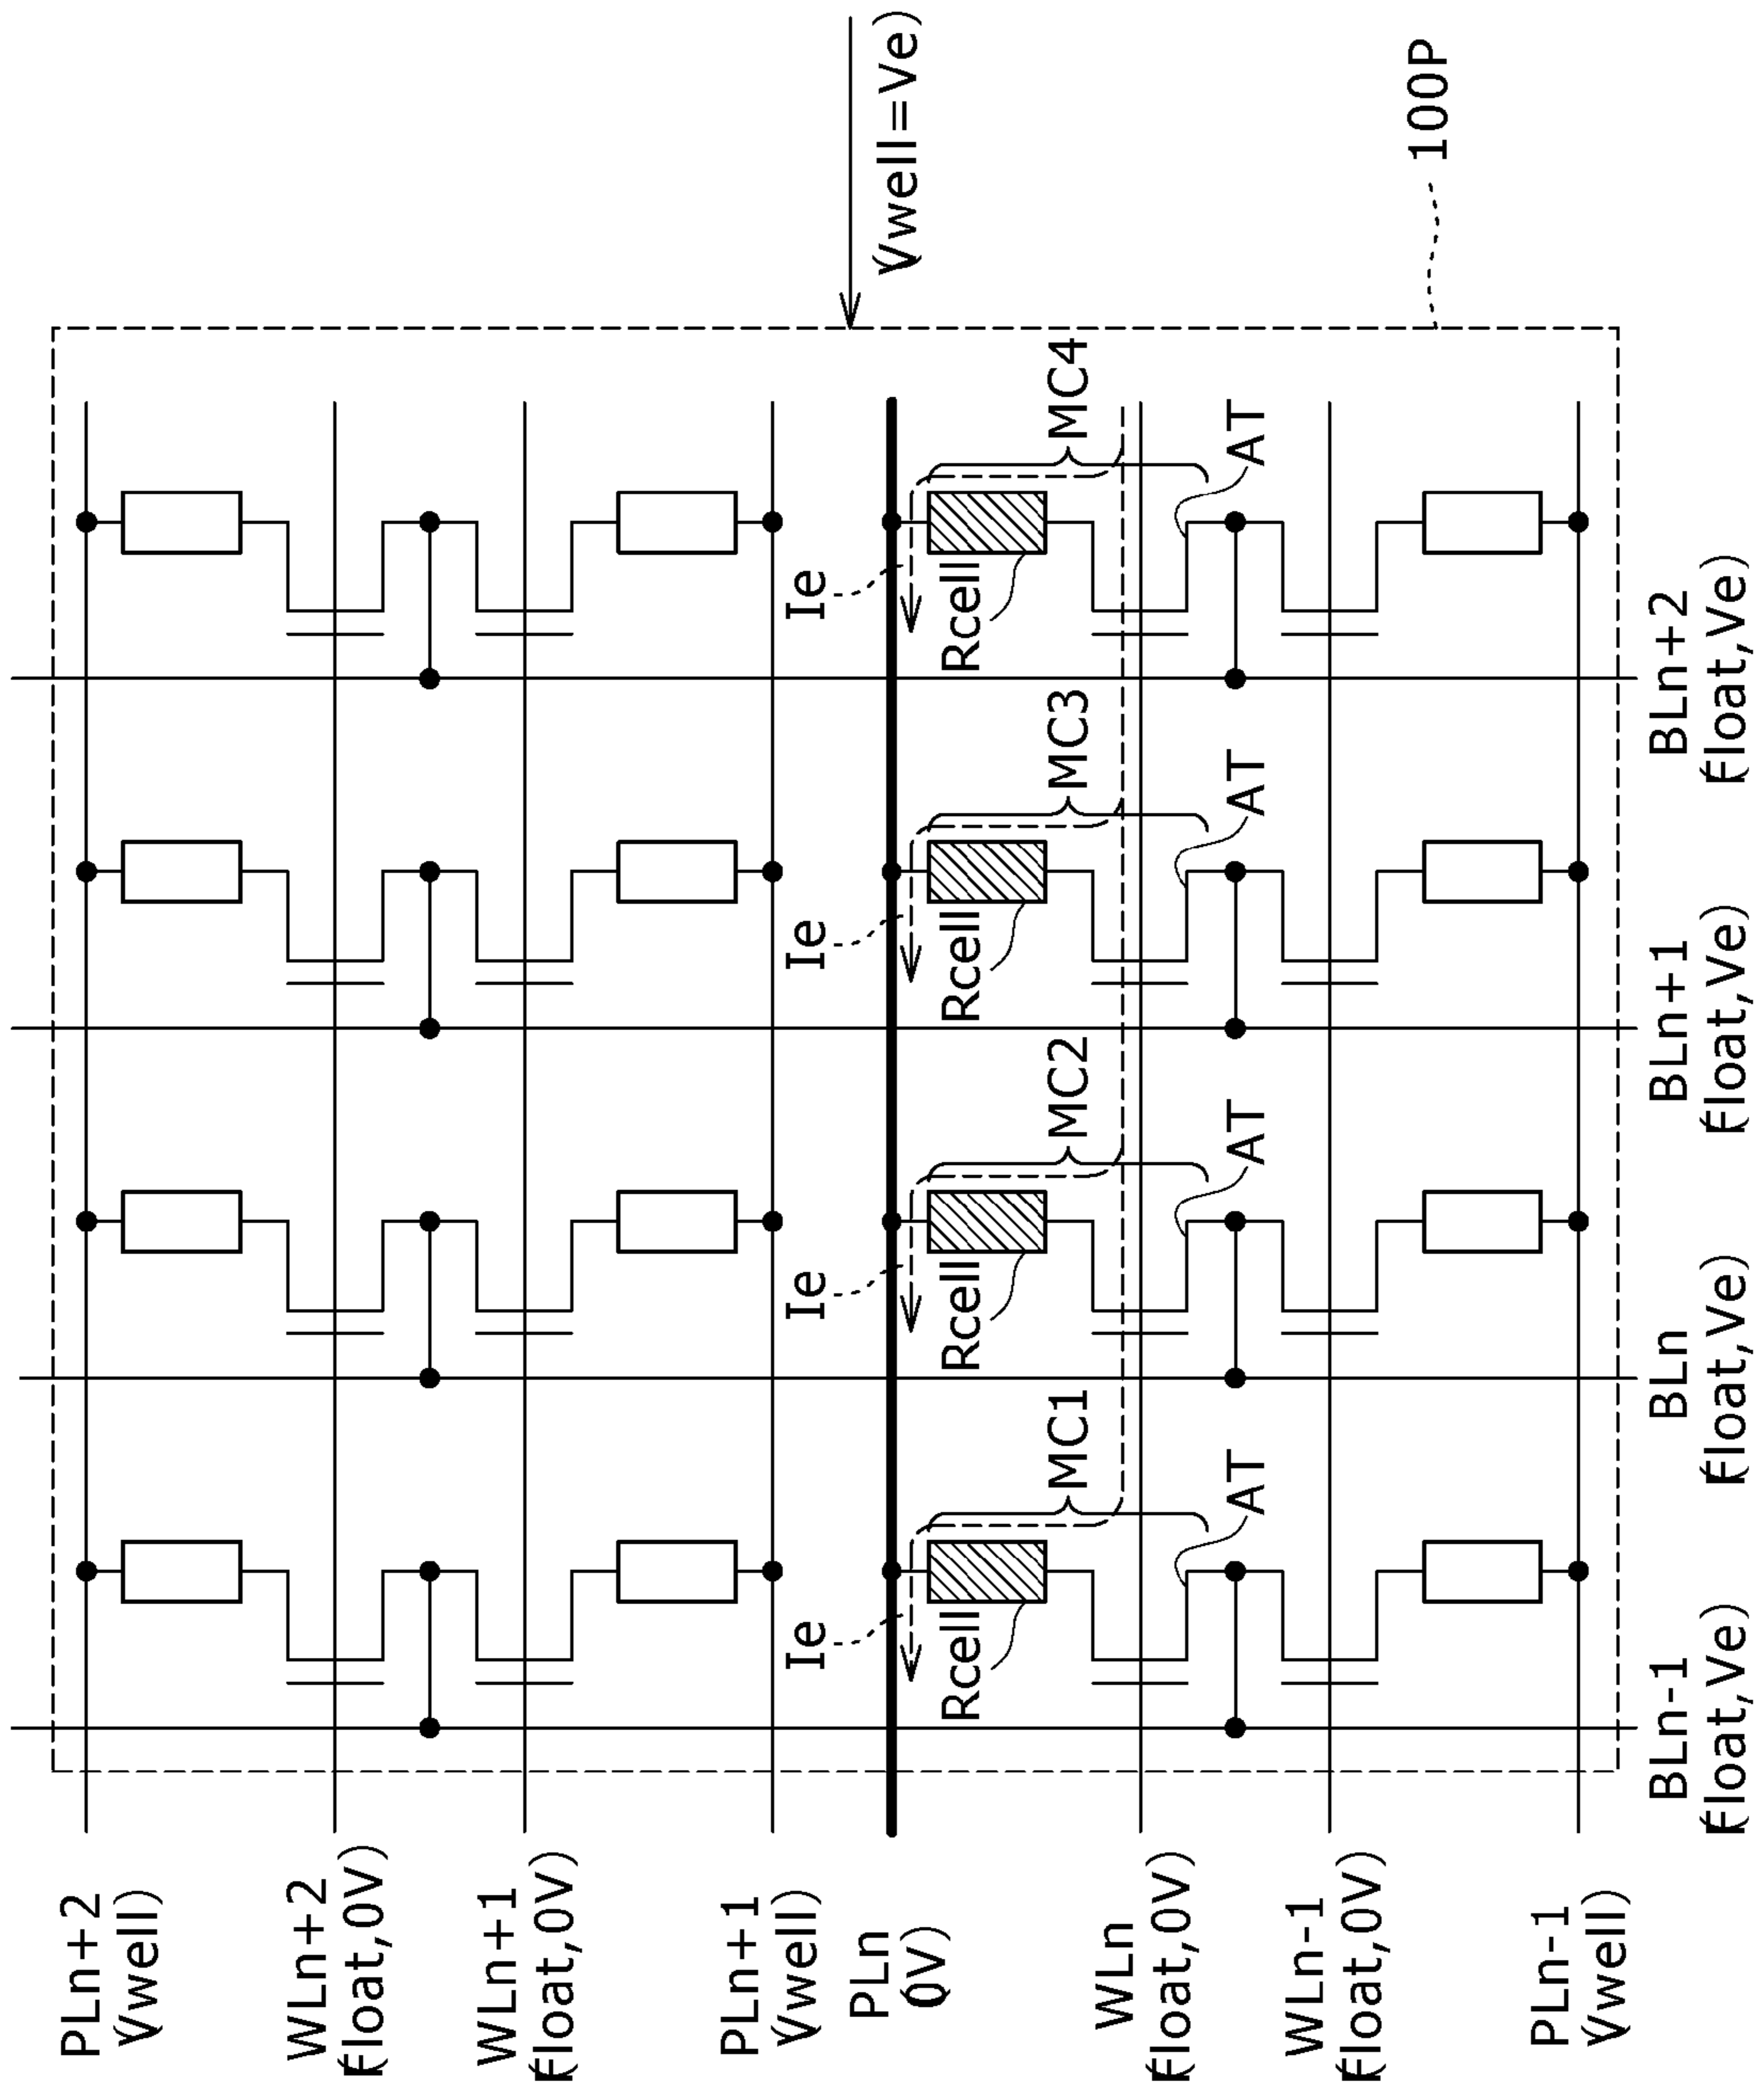 PLn+2
(Vwell)
WLn+2
(float,0V)
WLn+1
(float,0V)
PLn+1
(Vwell)
PLn
(0V)
WLn
(float,0V)
WLn-1
(float,0V)
PLn-1
(Vwell)
Ie
Rcell
MC1
AT
Ie
Rcell
MC2
AT
Ie
Rcell
MC3
AT
Ie
Rcell
MC4
AT
BLn-1
(float,Ve)
BLn
(float,Ve)
BLn+1
(float,Ve)
BLn+2
(float,Ve)
(Vwell=Ve)
100P